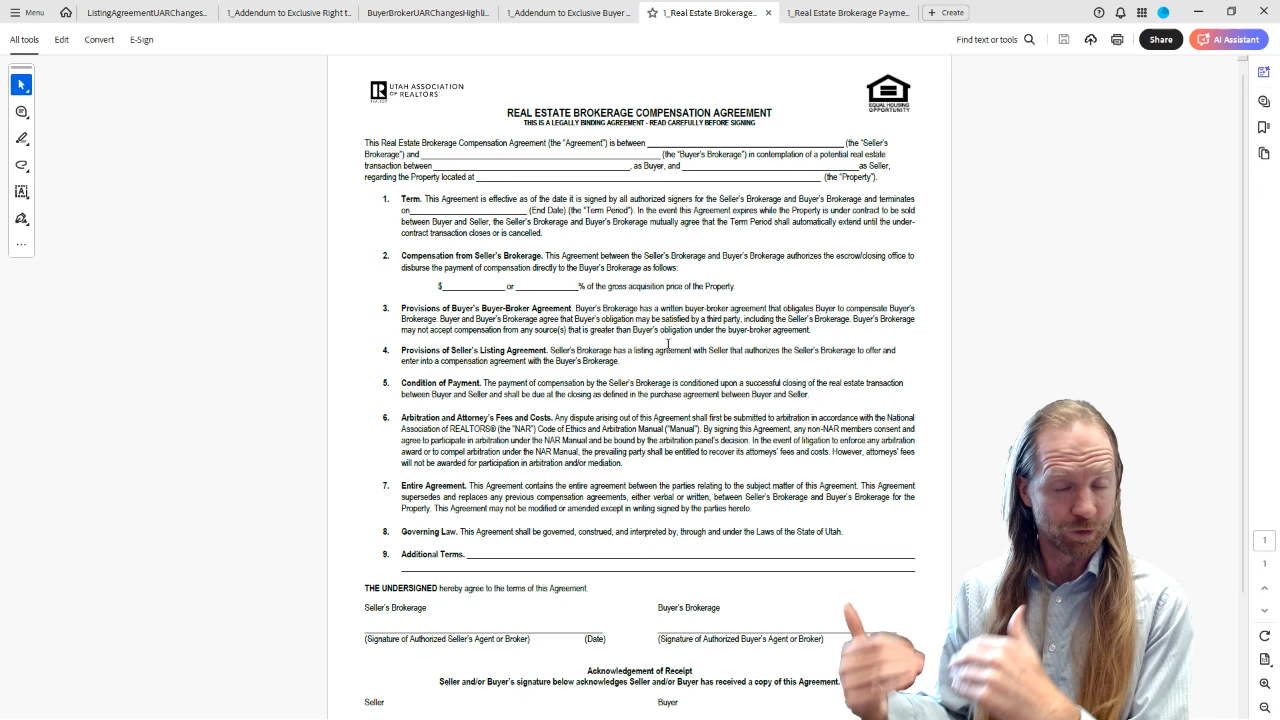 Menu
ListingAgreementUARChanges...
1_Addendum to Exclusive Right t...
BuyerBrokerUARChangesHighli...
1_Addendum to Exclusive Buyer ...
1_Real Estate Brokerage...
1_Real Estate Brokerage Payme...
Create
All tools Edit Convert E-Sign
Find text or tools
Share
AI Assistant
UTAH ASSOCIATION
OF REALTORS®
EQUAL HOUSING
OPPORTUNITY
REAL ESTATE BROKERAGE COMPENSATION AGREEMENT
THIS IS A LEGALLY BINDING AGREEMENT - READ CAREFULLY BEFORE SIGNING
This Real Estate Brokerage Compensation Agreement (the "Agreement") is between ____ (the "Seller's
Brokerage") and ____ (the "Buyer's Brokerage") in contemplation of a potential real estate
transaction between ____, as Buyer, and ____ as Seller,
regarding the Property located at ____ (the "Property").
1. Term. This Agreement is effective as of the date it is signed by all authorized signers for the Seller's Brokerage and Buyer's Brokerage and terminates
on____ (End Date) (the "Term Period"). In the event this Agreement expires while the Property is under contract to be sold
between Buyer and Seller, the Seller's Brokerage and Buyer's Brokerage mutually agree that the Term Period shall automatically extend until the under-
contract transaction closes or is cancelled.
2. Compensation from Seller's Brokerage. This Agreement between the Seller's Brokerage and Buyer's Brokerage authorizes the escrow/closing office to
disburse the payment of compensation directly to the Buyer's Brokerage as follows:
$____ or ____% of the gross acquisition price of the Property.
3. Provisions of Buyer's Buyer-Broker Agreement. Buyer's Brokerage has a written buyer-broker agreement that obligates Buyer to compensate Buyer's
Brokerage. Buyer and Buyer's Brokerage agree that Buyer's obligation may be satisfied by a third party, including the Seller's Brokerage. Buyer's Brokerage
may not accept compensation from any source(s) that is greater than Buyer's obligation under the buyer-broker agreement.
4. Provisions of Seller's Listing Agreement. Seller's Brokerage has a listing agreement with Seller that authorizes the Seller's Brokerage to offer and
enter into a compensation agreement with the Buyer's Brokerage.
5. Condition of Payment. The payment of compensation by the Seller's Brokerage is conditioned upon a successful closing of the real estate transaction
between Buyer and Seller and shall be due at the closing as defined in the purchase agreement between Buyer and Seller.
6. Arbitration and Attorney's Fees and Costs. Any dispute arising out of this Agreement shall first be submitted to arbitration in accordance with the National
Association of REALTORS® (the "NAR") Code of Ethics and Arbitration Manual ("Manual"). By signing this Agreement, any non-NAR members consent and
agree to participate in arbitration under the NAR Manual and be bound by the arbitration panel's decision. In the event of litigation to enforce any arbitration
award or to compel arbitration under the NAR Manual, the prevailing party shall be entitled to recover its attorneys' fees and costs. However, attorneys' fees
will not be awarded for participation in arbitration and/or mediation.
7. Entire Agreement. This Agreement contains the entire agreement between the parties relating to the subject matter of this Agreement. This Agreement
supersedes and replaces any previous compensation agreements, either verbal or written, between Seller's Brokerage and Buyer's Brokerage for the
Property. This Agreement may not be modified or amended except in writing signed by the parties hereto.
8. Governing Law. This Agreement shall be governed, construed, and interpreted by, through and under the Laws of the State of Utah.
9. Additional Terms. ____
THE UNDERSIGNED hereby agree to the terms of this Agreement.
Seller's Brokerage Buyer's Brokerage
(Signature of Authorized Seller's Agent or Broker) (Date) (Signature of Authorized Buyer's Agent or Broker)
Acknowledgement of Receipt
Seller and/or Buyer's signature below acknowledges Seller and/or Buyer has received a copy of this Agreement.
Seller Buyer
1
1